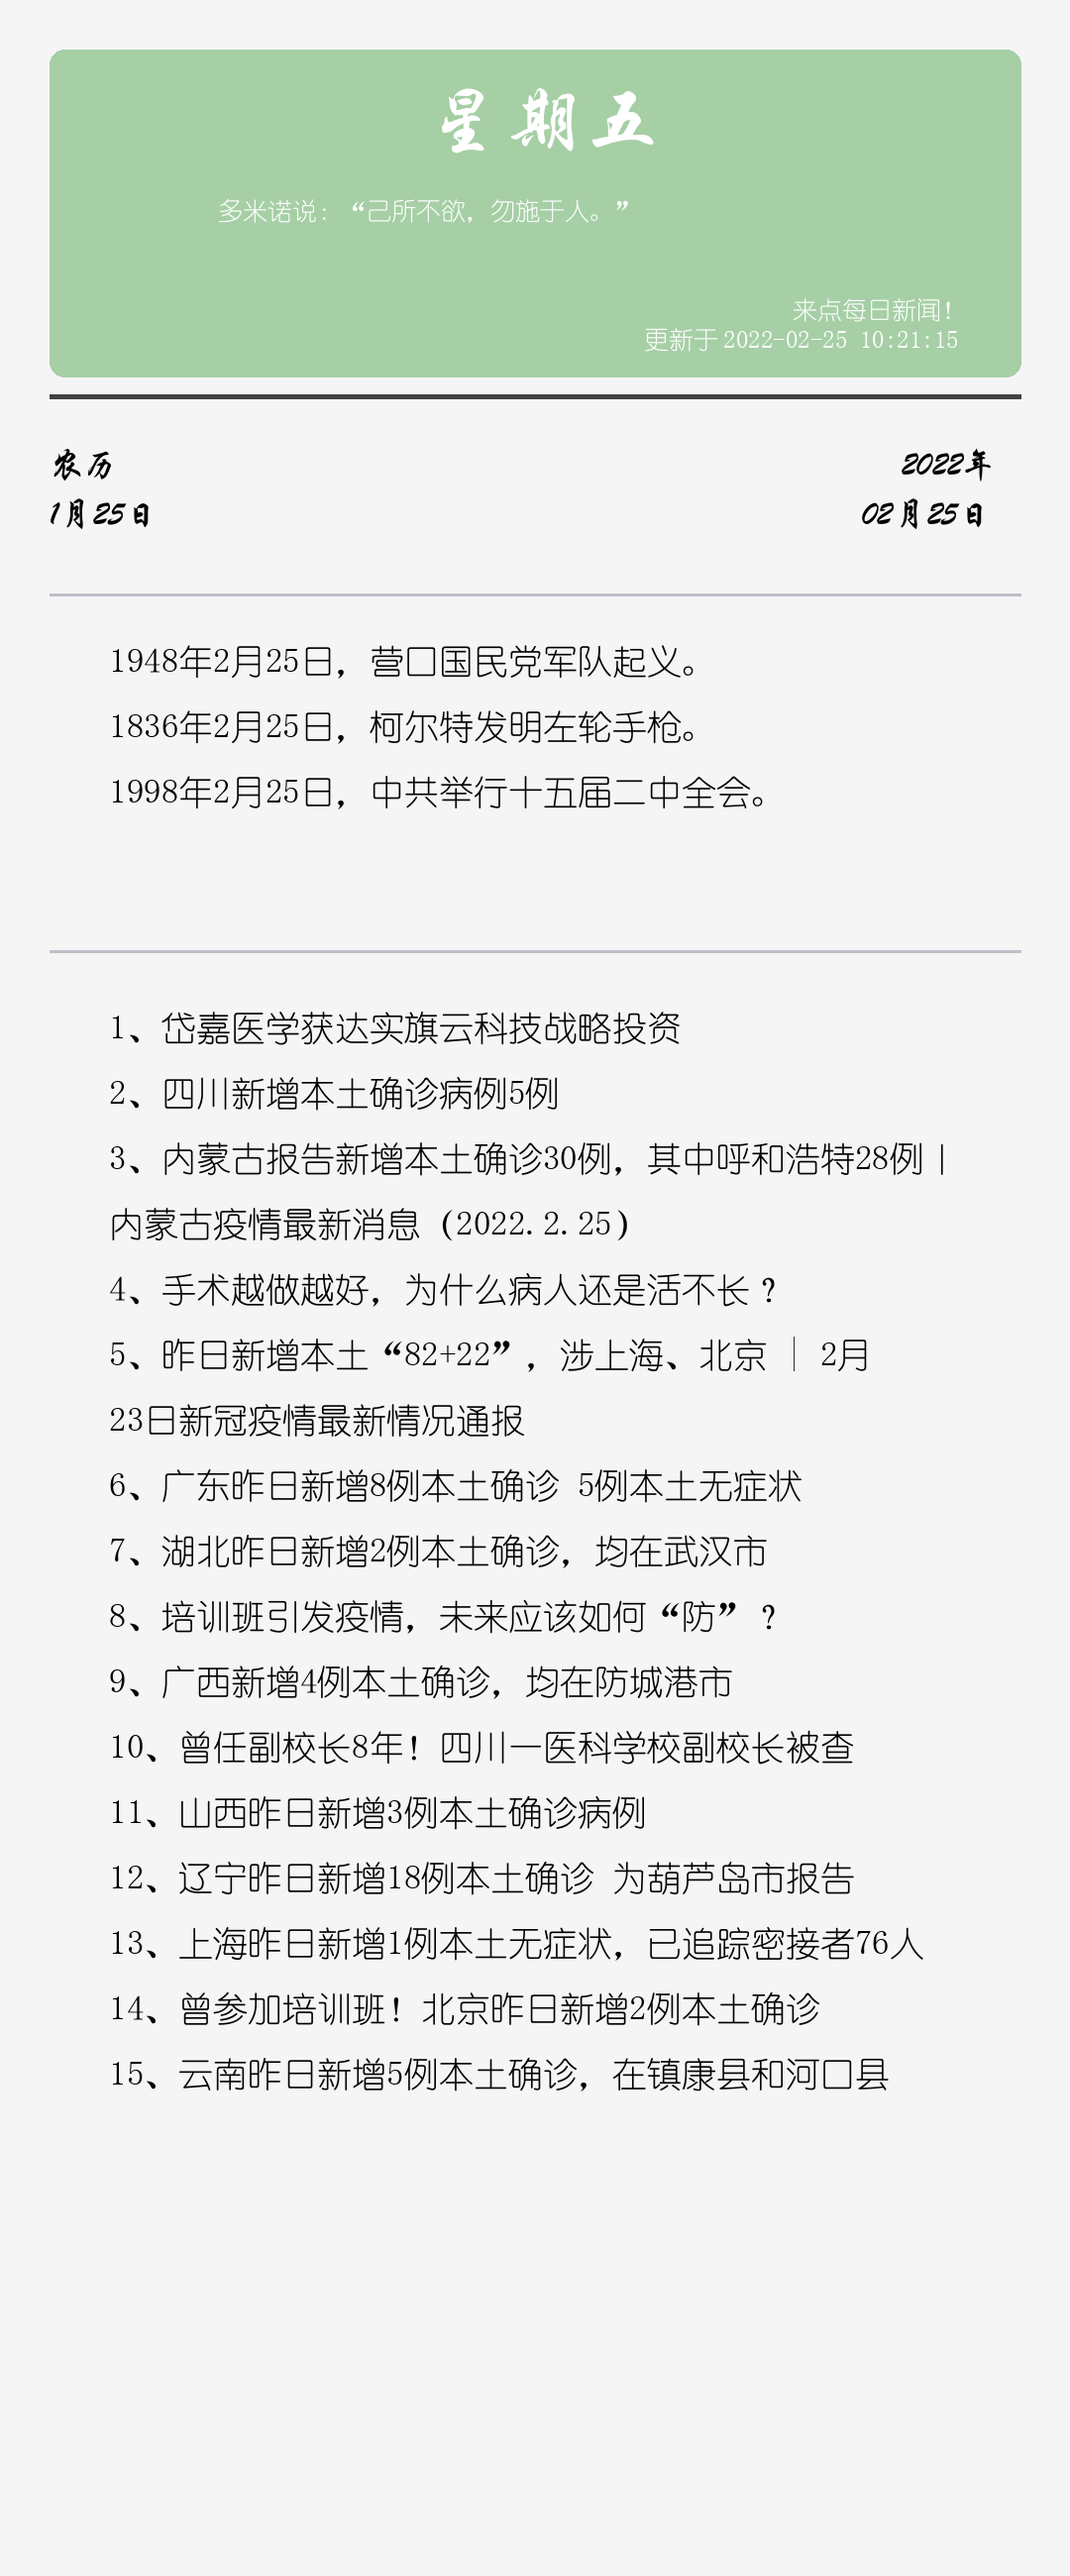 星期五
多米诺说：“己所不欲，勿施于人。”
来点每日新闻！
更新于 2022-02-25 10:21:15
农历
2022年
1月25日
02月25日
1948年2月25日，营口国民党军队起义。
1836年2月25日，柯尔特发明左轮手枪。
1998年2月25日，中共举行十五届二中全会。
1、岱嘉医学获达实旗云科技战略投资
2、四川新增本土确诊病例5例
3、内蒙古报告新增本土确诊30例，其中呼和浩特28例丨
内蒙古疫情最新消息（2022.2.25）
4、手术越做越好，为什么病人还是活不长？
5、昨日新增本土“82+22”，涉上海、北京 ｜ 2月
23日新冠疫情最新情况通报
6、广东昨日新增8例本土确诊 5例本土无症状
7、湖北昨日新增2例本土确诊，均在武汉市
8、培训班引发疫情，未来应该如何“防”？
9、广西新增4例本土确诊，均在防城港市
10、曾任副校长8年！四川一医科学校副校长被查
11、山西昨日新增3例本土确诊病例
12、辽宁昨日新增18例本土确诊 为葫芦岛市报告
13、上海昨日新增1例本土无症状，已追踪密接者76人
14、曾参加培训班！北京昨日新增2例本土确诊
15、云南昨日新增5例本土确诊，在镇康县和河口县